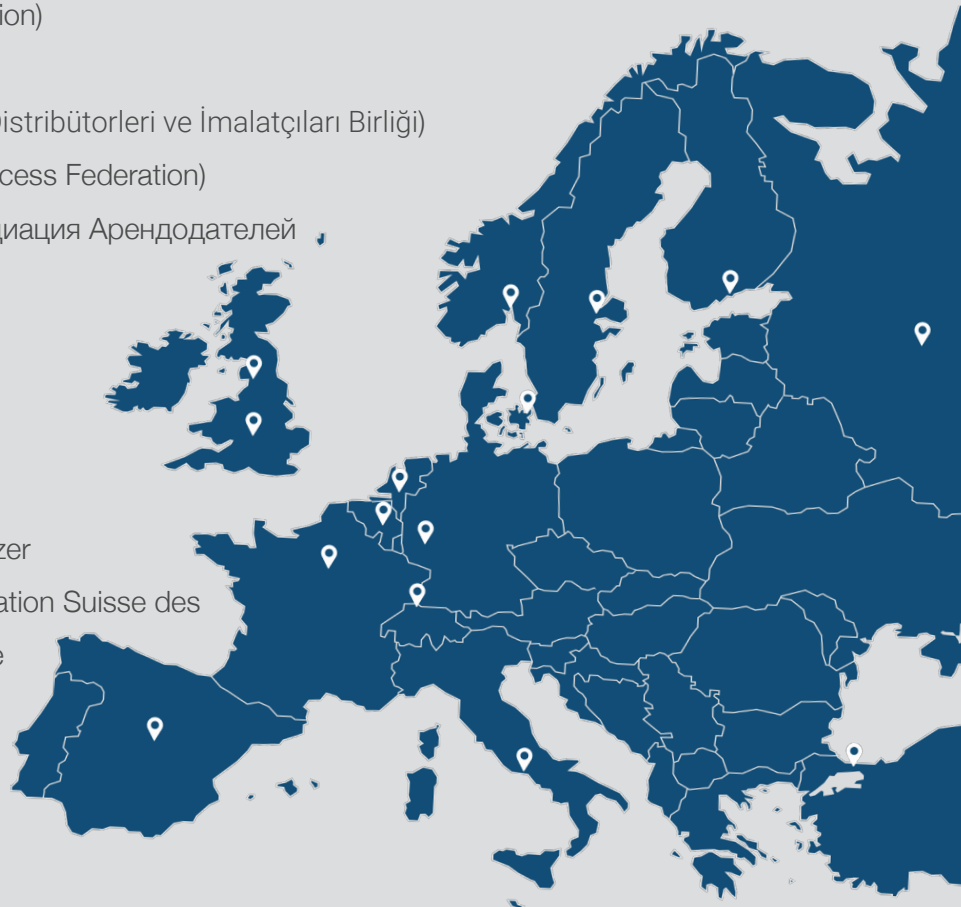 ion)
Distribütorleri ve İmalatçıları Birliği)
cess Federation)
циация Арендодателей
zer
ation Suisse des
e